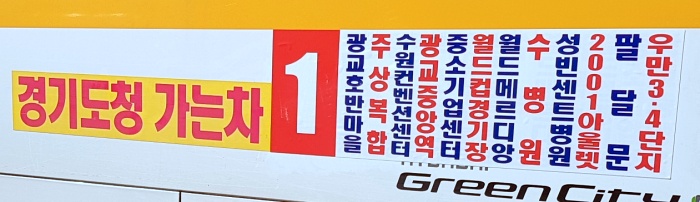 경기도청 가는차
1
광교호반마을
주상복합
수원컨벤션센터
광교중앙역
중소기업센터
월드컵경기장
월드메르디앙
수병원
성빈센트병원
2001아울렛
팔달문
우만3·4단지
HYUNDAI
Green City